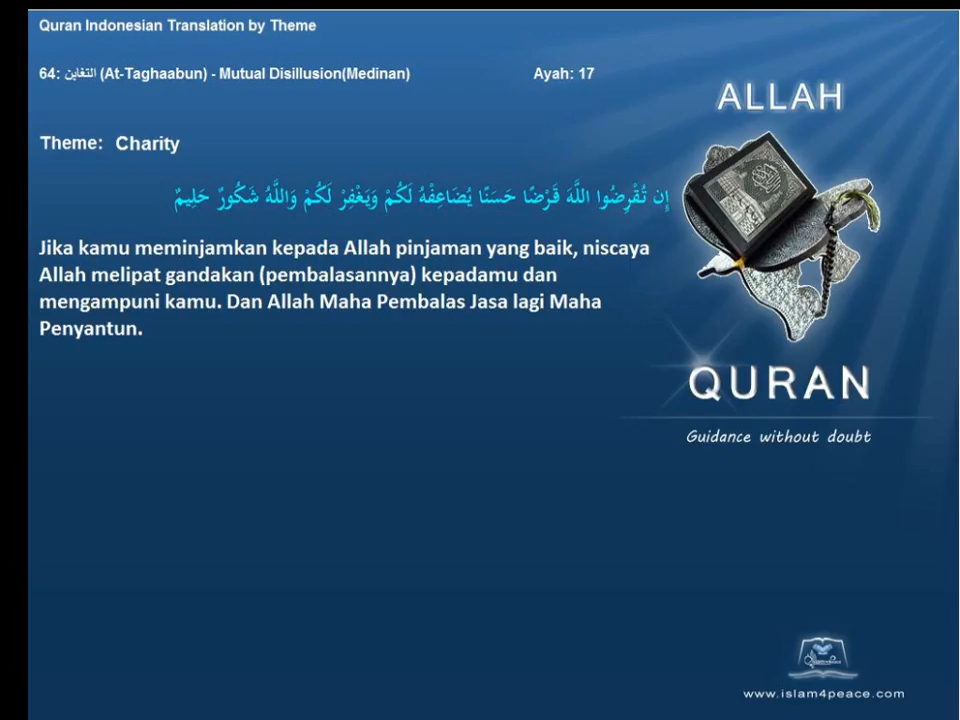 Quran Indonesian Translation by Theme
64: التغابن (At-Taghaabun) - Mutual Disillusion(Medinan) Ayah: 17
Theme: Charity
إِن تُقْرِضُوا اللَّهَ قَرْضًا حَسَنًا يُضَاعِفْهُ لَكُمْ وَيَغْفِرْ لَكُمْ وَاللَّهُ شَكُورٌ حَلِيمٌ
Jika kamu meminjamkan kepada Allah pinjaman yang baik, niscaya
Allah melipat gandakan (pembalasannya) kepadamu dan
mengampuni kamu. Dan Allah Maha Pembalas Jasa lagi Maha
Penyantun.
ALLAH
QURAN
Guidance without doubt
www.islam4peace.com